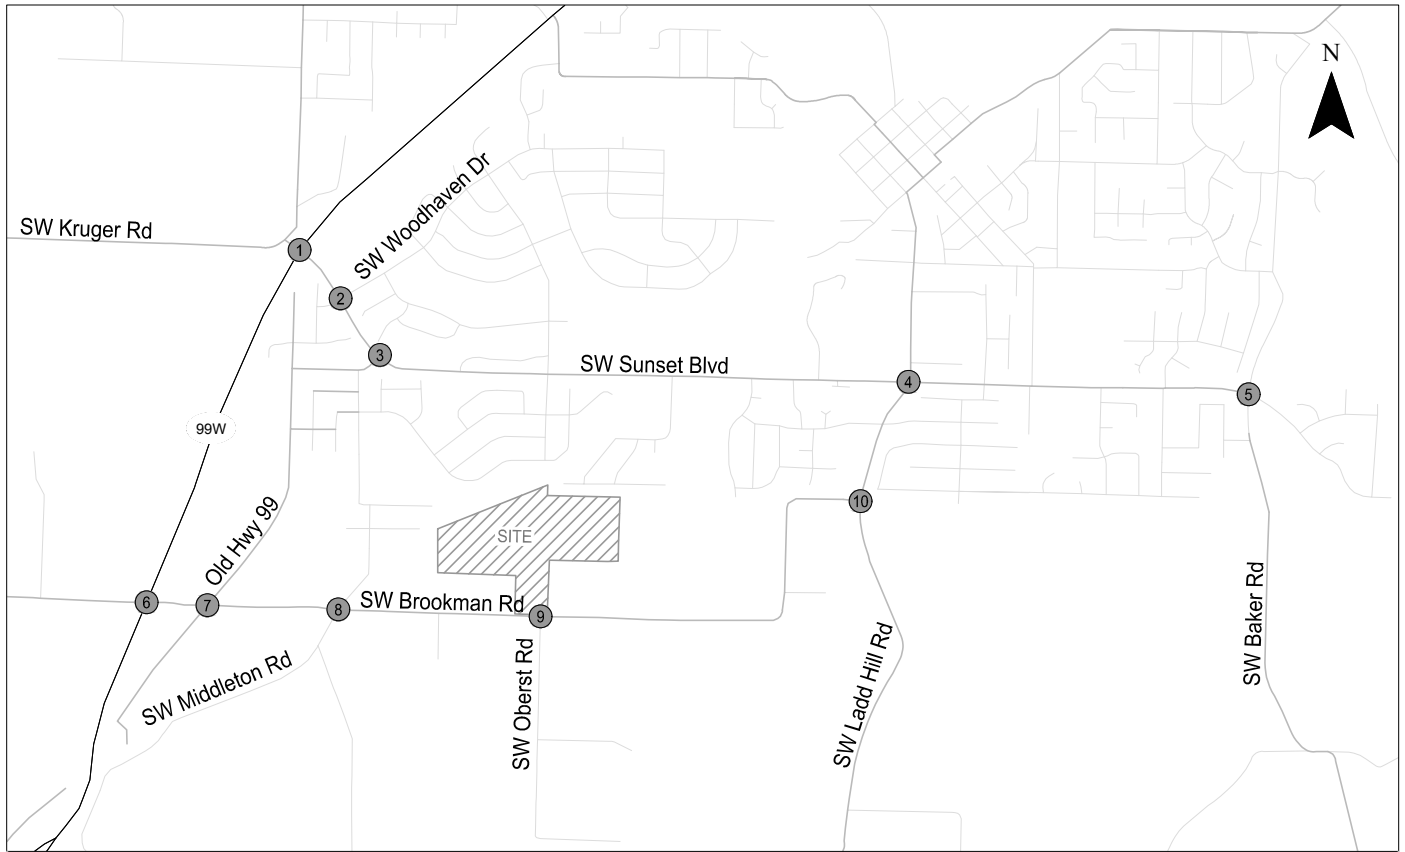 N
SW Kruger Rd
SW Woodhaven Dr
1
2
3
SW Sunset Blvd
4
5
99W
10
Old Hwy 99
SITE
6
7
8
SW Brookman Rd
9
SW Middleton Rd
SW Oberst Rd
SW Ladd Hill Rd
SW Baker Rd